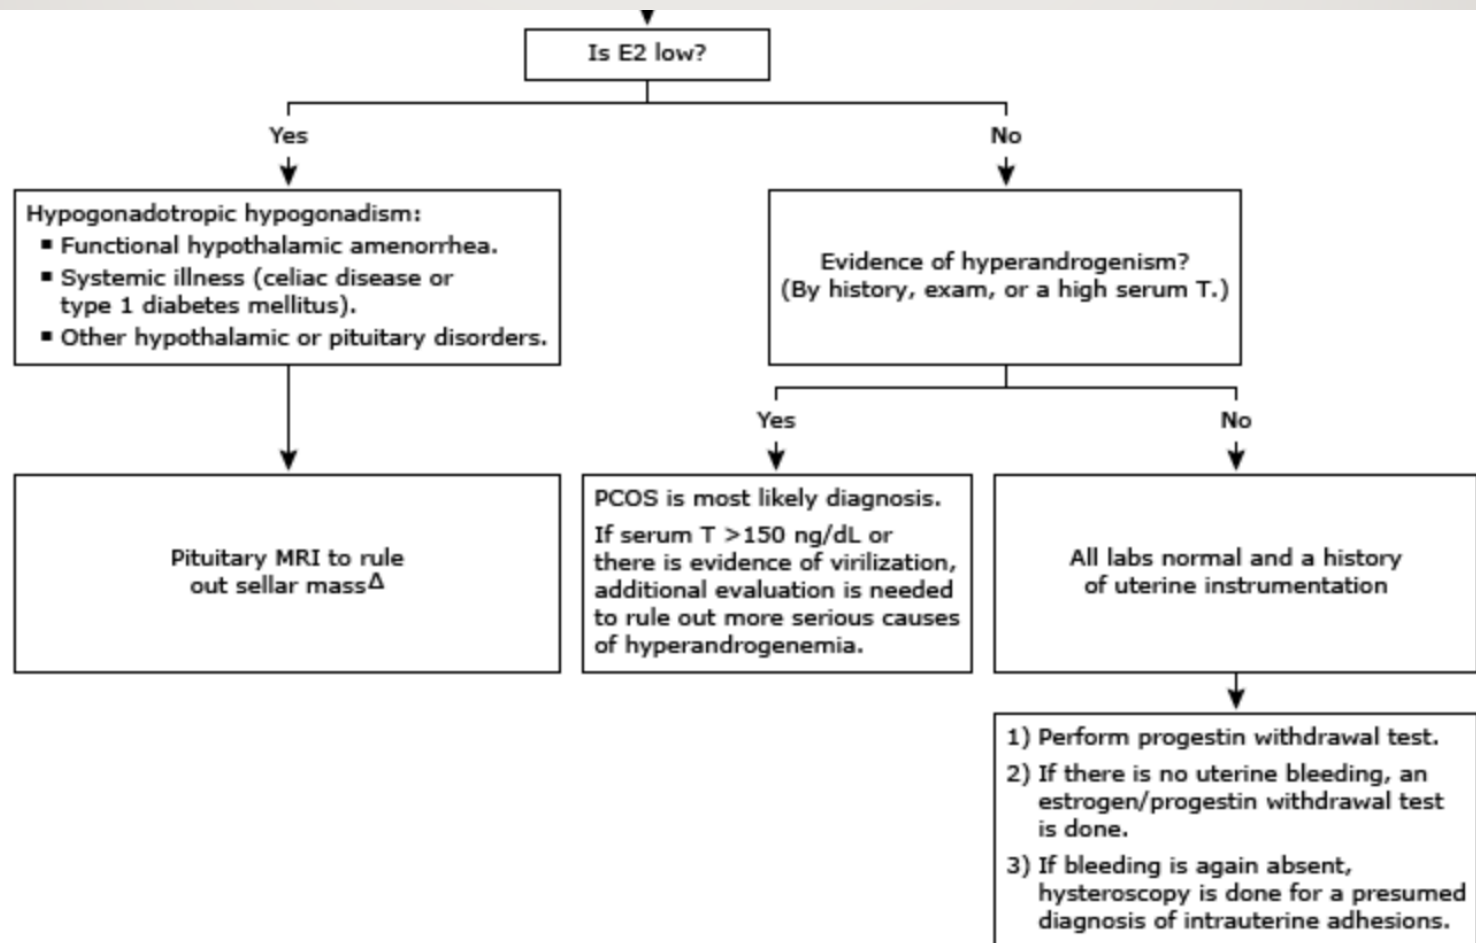 Is E2 low?
Yes
No
Hypogonadotropic hypogonadism:
▪ Functional hypothalamic amenorrhea.
▪ Systemic illness (celiac disease or
type 1 diabetes mellitus).
▪ Other hypothalamic or pituitary disorders.
Evidence of hyperandrogenism?
(By history, exam, or a high serum T.)
Yes
No
Pituitary MRI to rule
out sellar massΔ
PCOS is most likely diagnosis.
If serum T >150 ng/dL or
there is evidence of virilization,
additional evaluation is needed
to rule out more serious causes
of hyperandrogenemia.
All labs normal and a history
of uterine instrumentation
1) Perform progestin withdrawal test.
2) If there is no uterine bleeding, an
estrogen/progestin withdrawal test
is done.
3) If bleeding is again absent,
hysteroscopy is done for a presumed
diagnosis of intrauterine adhesions.